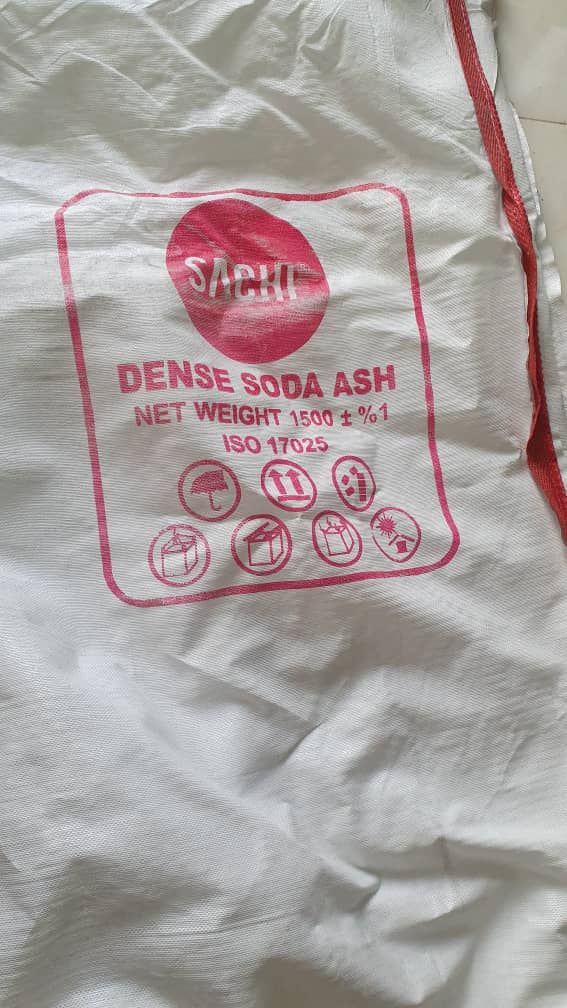 SACHI
DENSE SODA ASH
NET WEIGHT 1500 ± %1
ISO 17025